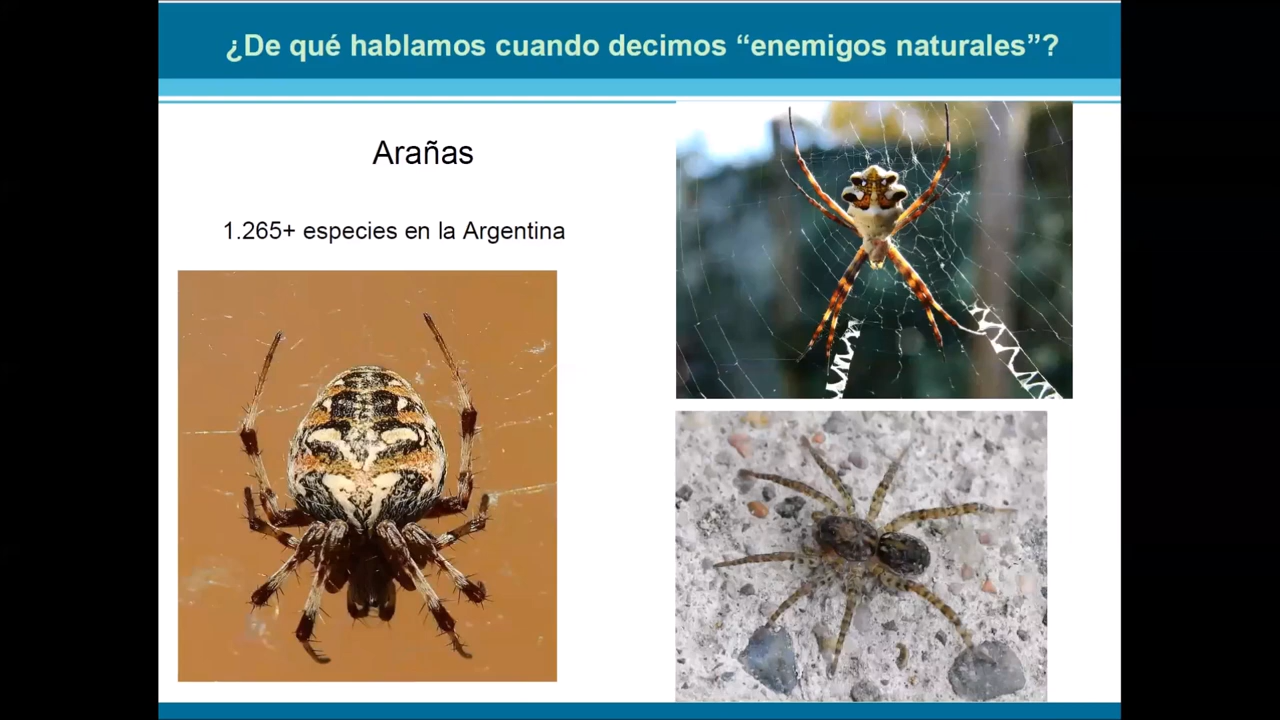 ¿De qué hablamos cuando decimos “enemigos naturales”?
Arañas
1.265+ especies en la Argentina